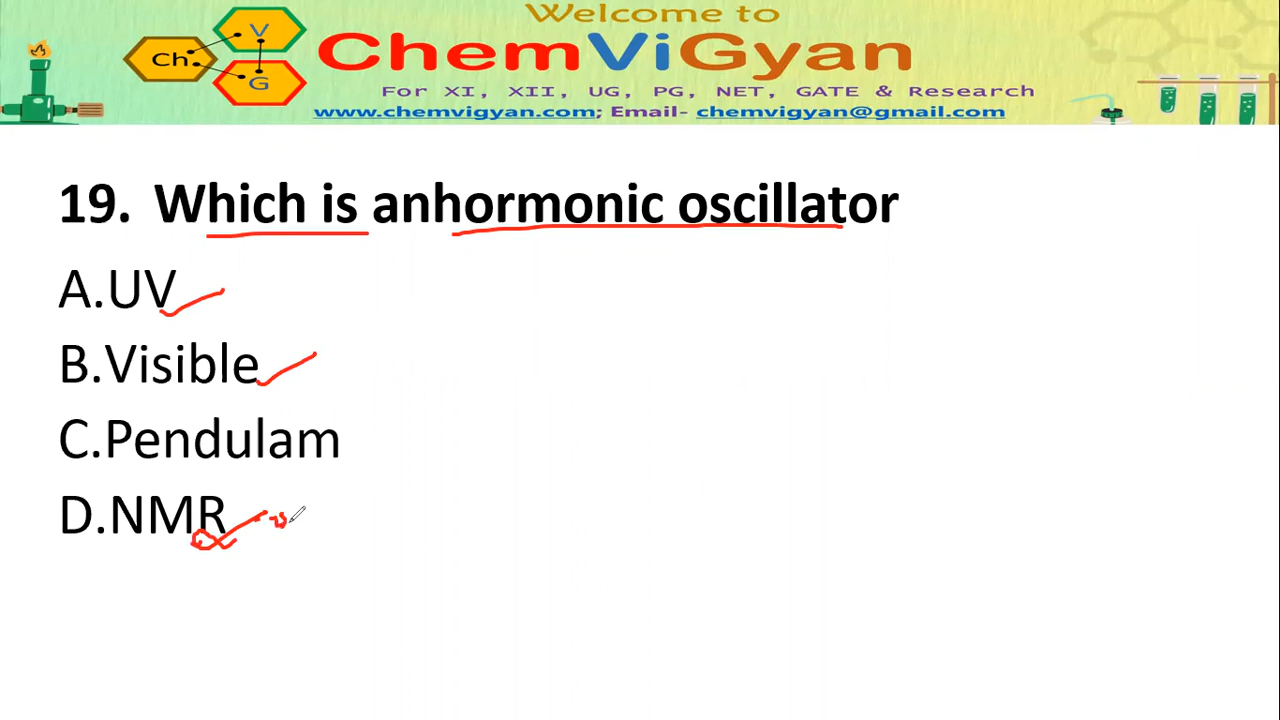 Welcome to
Ch V G ChemViGyan
For XI, XII, UG, PG, NET, GATE & Research
www.chemvigyan.com; Email- chemvigyan@gmail.com
19. Which is anhormonic oscillator
A.UV
B.Visible
C.Pendulam
D.NMR